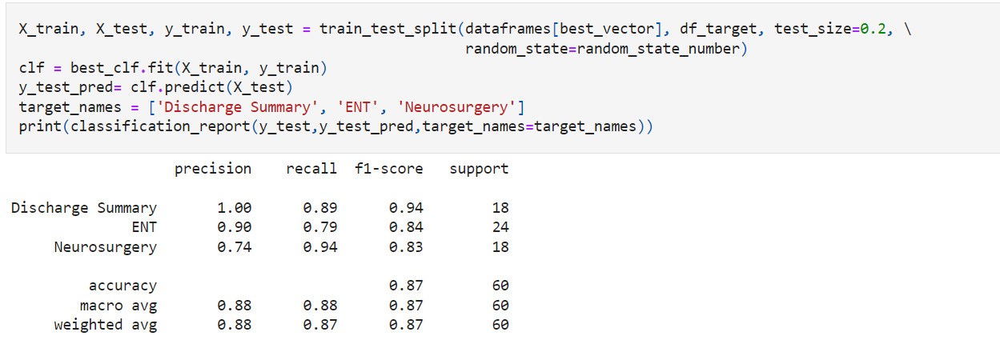 X_train, X_test, y_train, y_test = train_test_split(dataframes[best_vector], df_target, test_size=0.2, \
random_state=random_state_number)
clf = best_clf.fit(X_train, y_train)
y_test_pred= clf.predict(X_test)
target_names = ['Discharge Summary', 'ENT', 'Neurosurgery']
print(classification_report(y_test,y_test_pred,target_names=target_names))
precision recall f1-score support
Discharge Summary 1.00 0.89 0.94 18
ENT 0.90 0.79 0.84 24
Neurosurgery 0.74 0.94 0.83 18
accuracy 0.87 60
macro avg 0.88 0.88 0.87 60
weighted avg 0.88 0.87 0.87 60